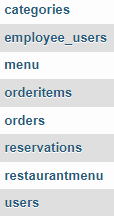 categories
employee_users
menu
orderitems
orders
reservations
restaurantmenu
users